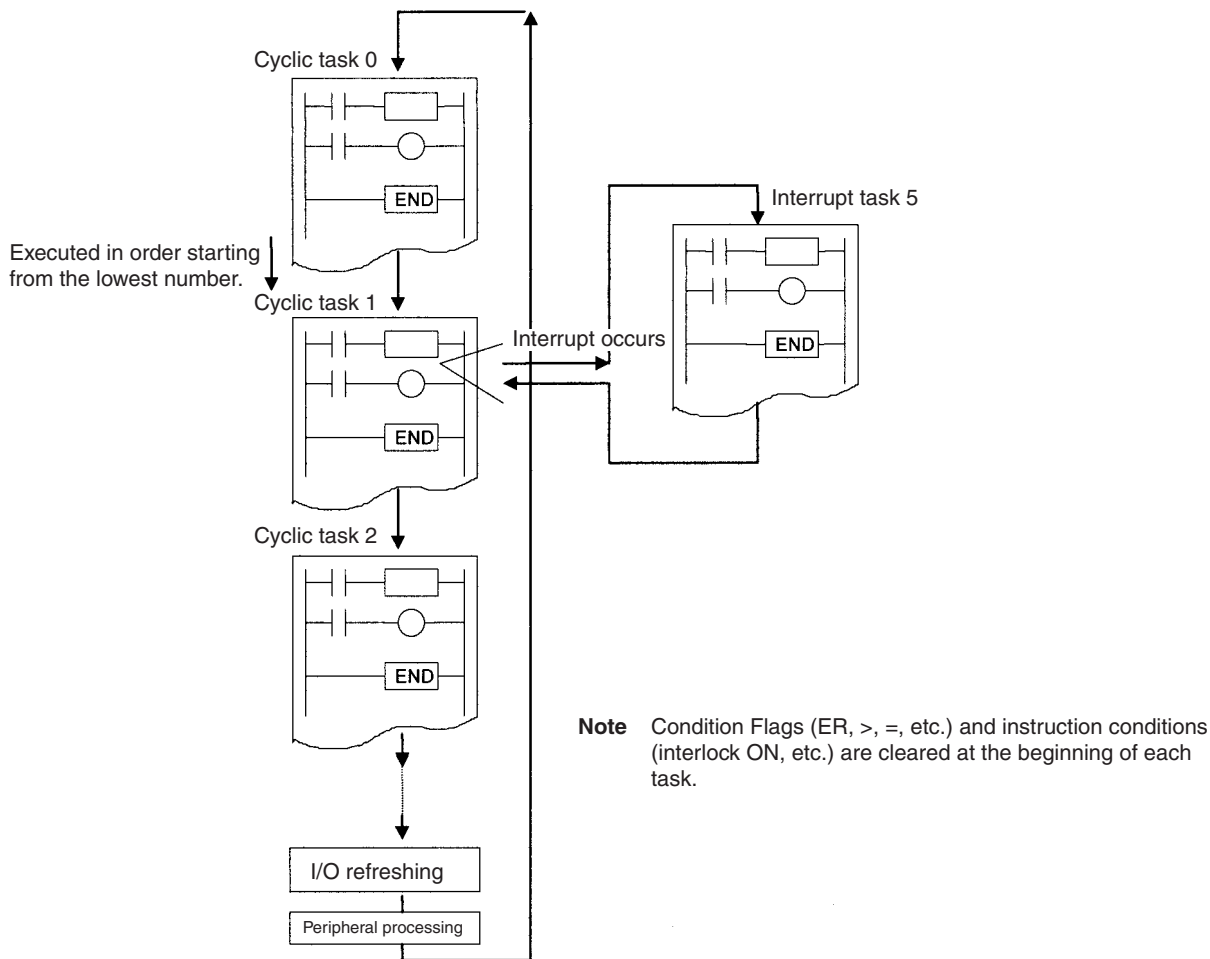 Cyclic task 0
END
Interrupt task 5
END
Executed in order starting
from the lowest number.
Cyclic task 1
Interrupt occurs
END
Cyclic task 2
END
Note Condition Flags (ER, >, =, etc.) and instruction conditions
(interlock ON, etc.) are cleared at the beginning of each
task.
I/O refreshing
Peripheral processing